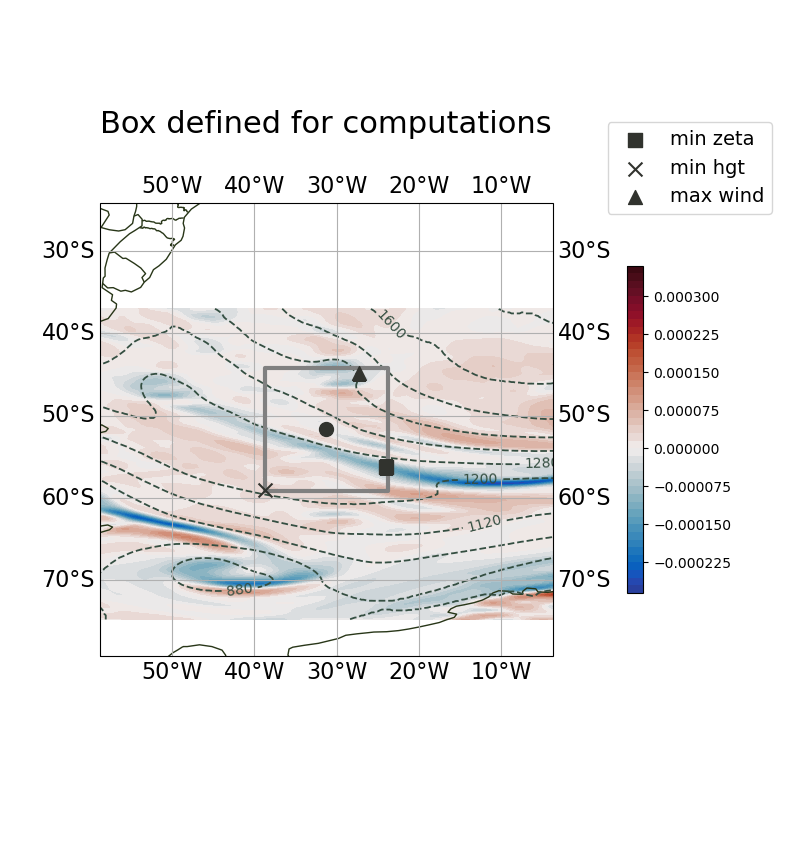 Box defined for computations
min zeta
min hgt
max wind
50°W 40°W 30°W 20°W 10°W
30°S 30°S
40°S 40°S
50°S 50°S
60°S 60°S
70°S 70°S
1600
1280
1200
1120
880
50°W 40°W 30°W 20°W 10°W
0.000300
0.000225
0.000150
0.000075
0.000000
−0.000075
−0.000150
−0.000225